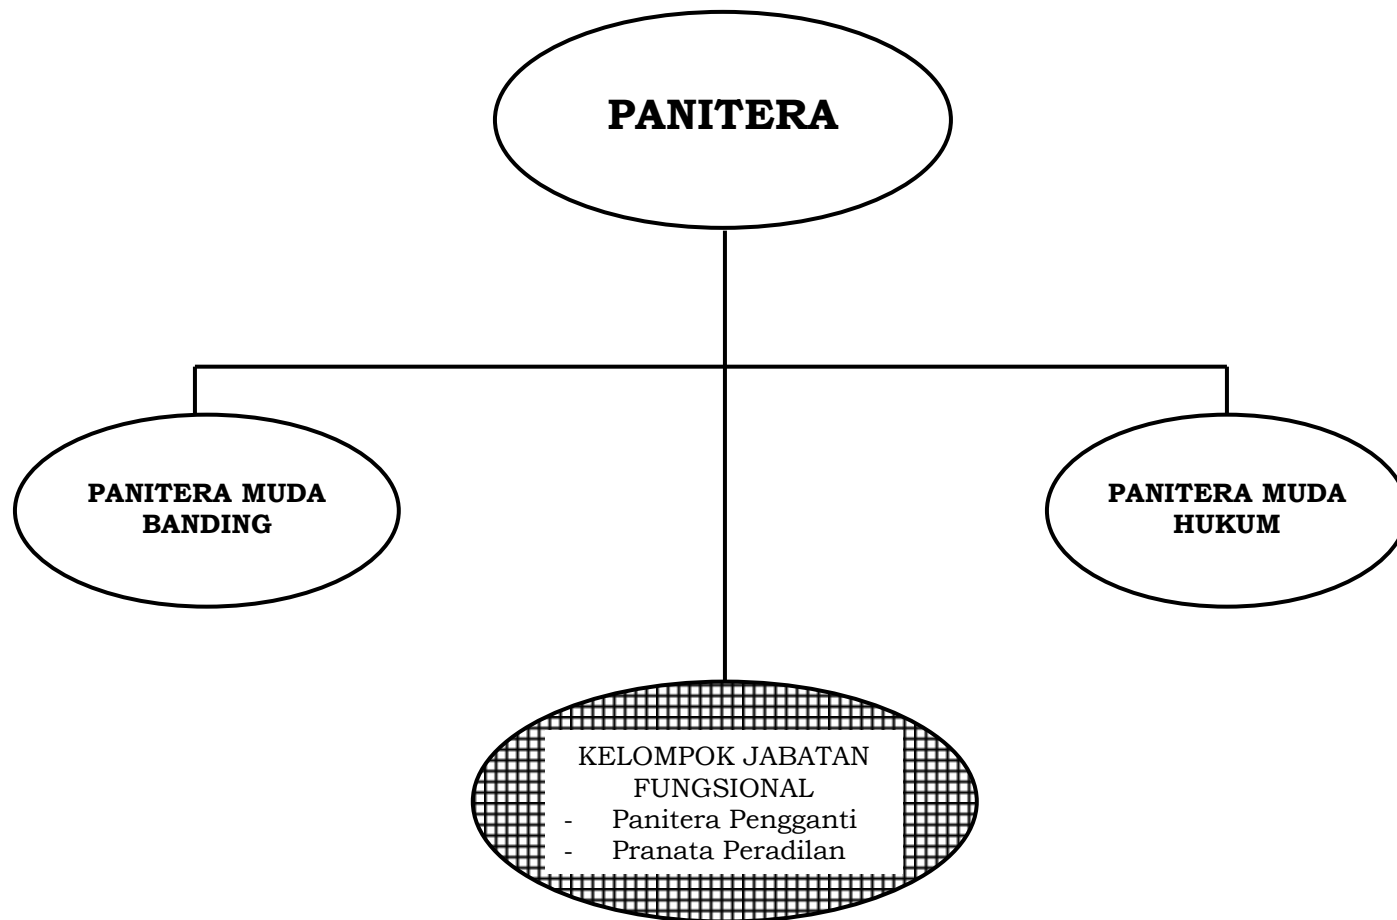 PANITERA
PANITERA MUDA
BANDING
PANITERA MUDA
HUKUM
KELOMPOK JABATAN
FUNGSIONAL
- Panitera Pengganti
- Pranata Peradilan